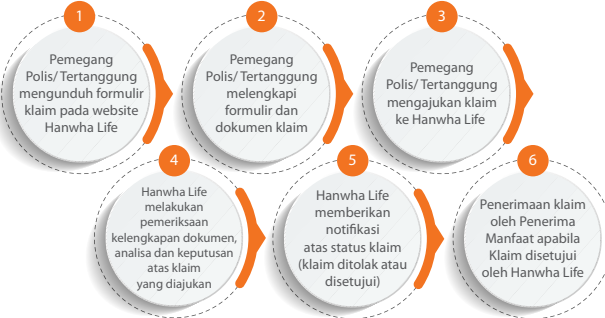 1
Pemegang
Polis/ Tertanggung
mengunduh formulir
klaim pada website
Hanwha Life
2
Pemegang
Polis/ Tertanggung
melengkapi
formulir dan
dokumen klaim
3
Pemegang
Polis/ Tertanggung
mengajukan klaim
ke Hanwha Life
4
Hanwha Life
melakukan
pemeriksaan
kelengkapan dokumen,
analisa dan keputusan
atas klaim
yang diajukan
5
Hanwha Life
memberikan
notifikasi
atas status klaim
(klaim ditolak atau
disetujui)
6
Penerimaan klaim
oleh Penerima
Manfaat apabila
Klaim disetujui
oleh Hanwha Life